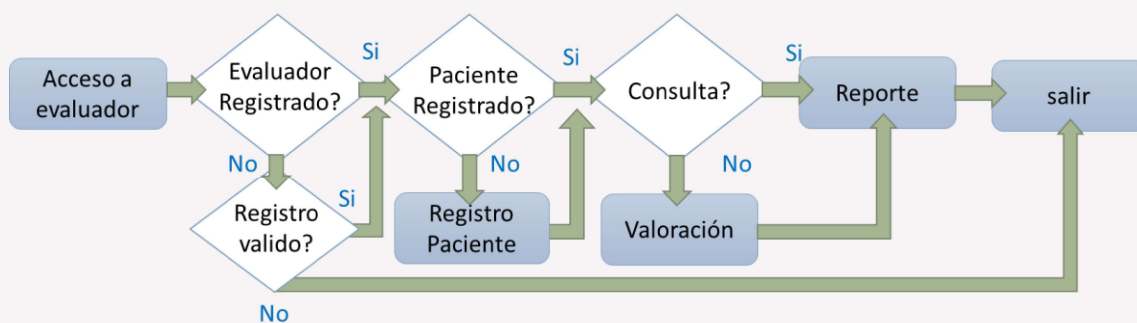 Acceso a
evaluador
Evaluador
Registrado?
Si
Paciente
Registrado?
Si
Consulta?
Si
Reporte
salir
No
Registro
valido?
Si
No
Registro
Paciente
No
Valoración
No